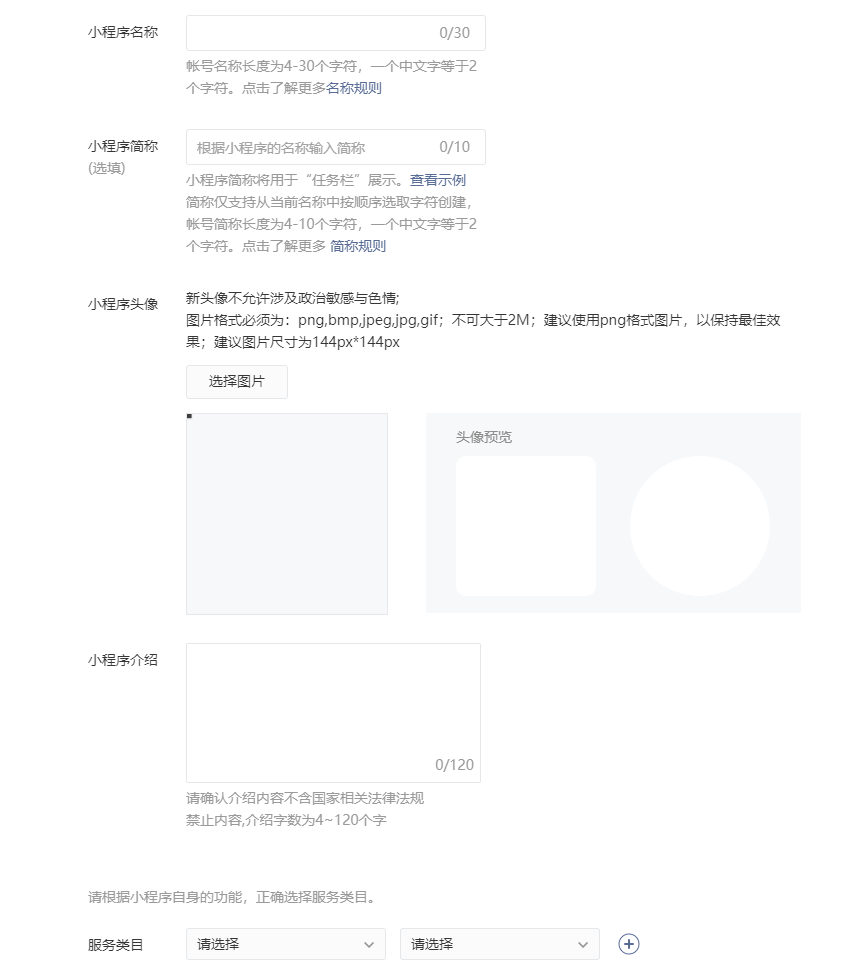 小程序名称
0/30
帐号名称长度为4-30个字符，一个中文字等于2
个字符。点击了解更多名称规则
小程序简称
(选填)
根据小程序的名称输入简称
0/10
小程序简称将用于“任务栏”展示。查看示例
简称仅支持从当前名称中按顺序选取字符创建，
帐号简称长度为4-10个字符，一个中文字等于2
个字符。点击了解更多 简称规则
小程序头像
新头像不允许涉及政治敏感与色情;
图片格式必须为：png,bmp,jpeg,jpg,gif；不可大于2M；建议使用png格式图片，以保持最佳效
果；建议图片尺寸为144px*144px
选择图片
头像预览
小程序介绍
0/120
请确认介绍内容不含国家相关法律法规
禁止内容,介绍字数为4~120个字
请根据小程序自身的功能，正确选择服务类目。
服务类目
请选择
请选择